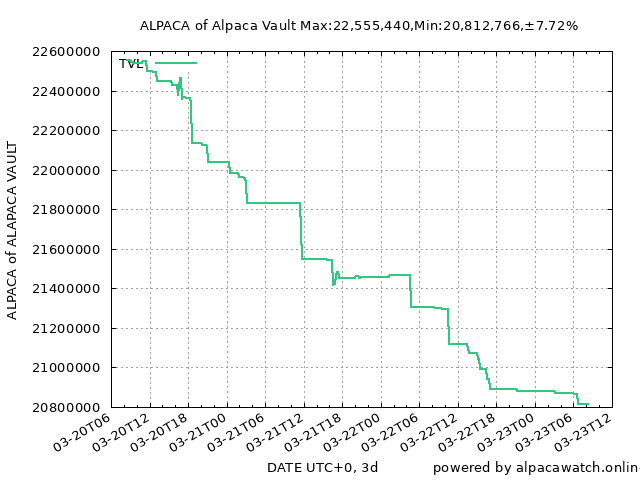 ALPACA of Alpaca Vault Max:22,555,440,Min:20,812,766,±7.72%
TVL
ALPACA of ALAPACA VAULT
22600000
22400000
22200000
22000000
21800000
21600000
21400000
21200000
21000000
20800000
03-20T06
03-20T12
03-20T18
03-21T00
03-21T06
03-21T12
03-21T18
03-22T00
03-22T06
03-22T12
03-22T18
03-23T00
03-23T06
03-23T12
DATE UTC+0, 3d
powered by alpacawatch.onlin